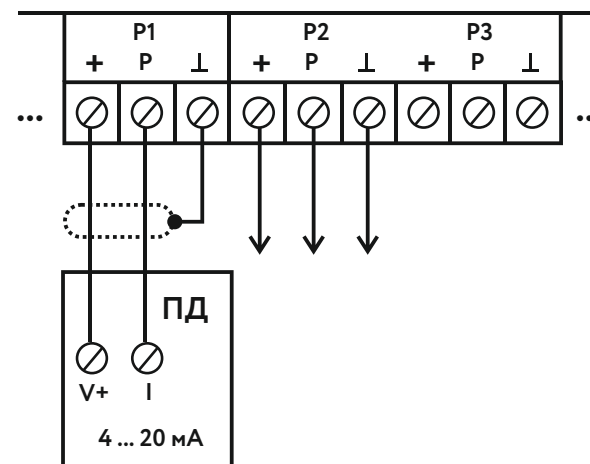 P1 P2 P3
+ P ⊥ + P ⊥ + P ⊥
... ...
ПД
V+ I
4 ... 20 мА